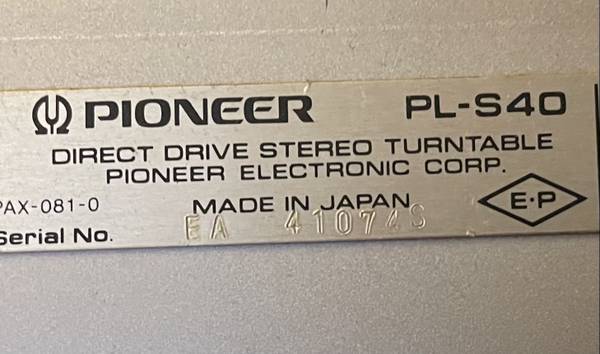 PIONEER PL-S40
DIRECT DRIVE STEREO TURNTABLE
PIONEER ELECTRONIC CORP.
PAX-081-0 MADE IN JAPAN E·P
Serial No. EA 41074S